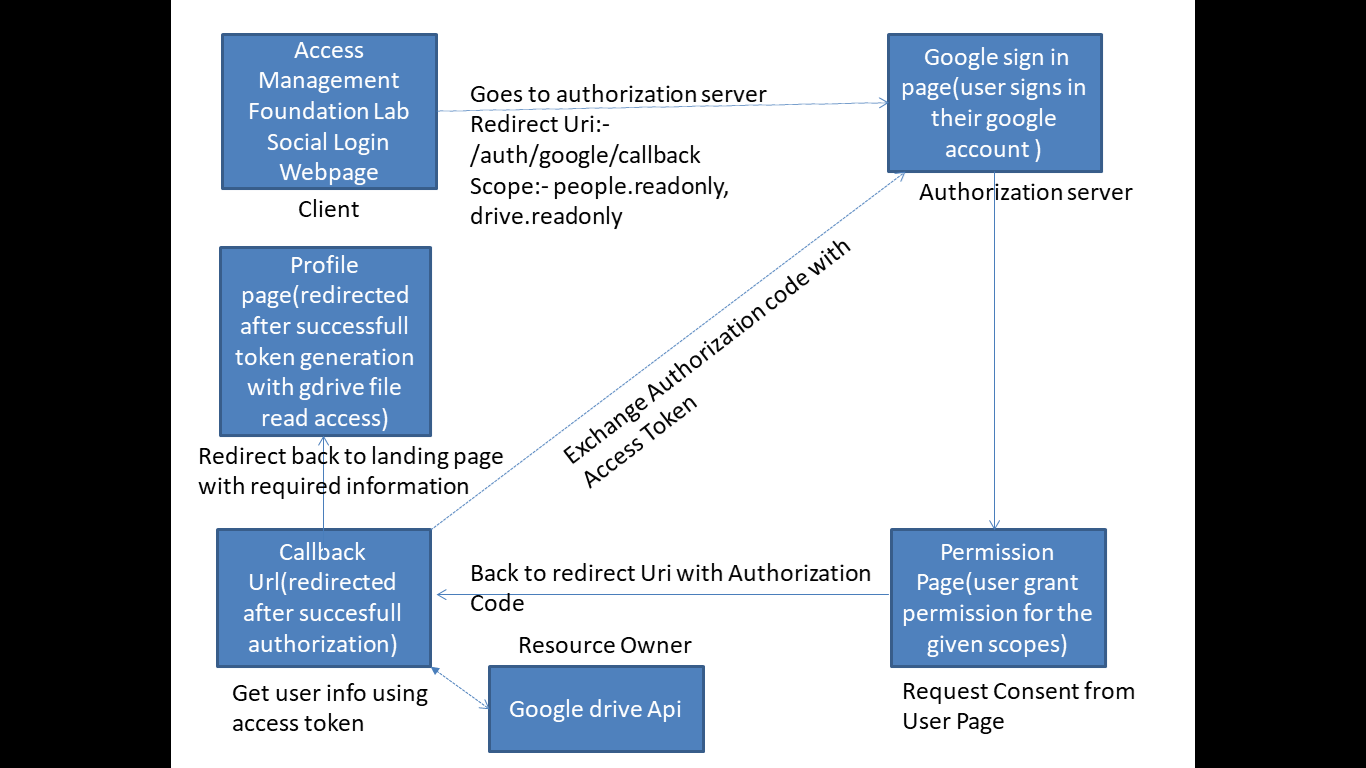 Access
Management
Foundation Lab
Social Login
Webpage
Client
Goes to authorization server
Redirect Uri:-
/auth/google/callback
Scope:- people.readonly,
drive.readonly
Google sign in
page(user signs in
their google
account )
Authorization server
Profile
page(redirected
after successfull
token generation
with gdrive file
read access)
Redirect back to landing page
with required information
Exchange Authorization code with
Access Token
Callback
Url(redirected
after succesfull
authorization)
Back to redirect Uri with Authorization
Code
Permission
Page(user grant
permission for the
given scopes)
Resource Owner
Google drive Api
Get user info using
access token
Request Consent from
User Page